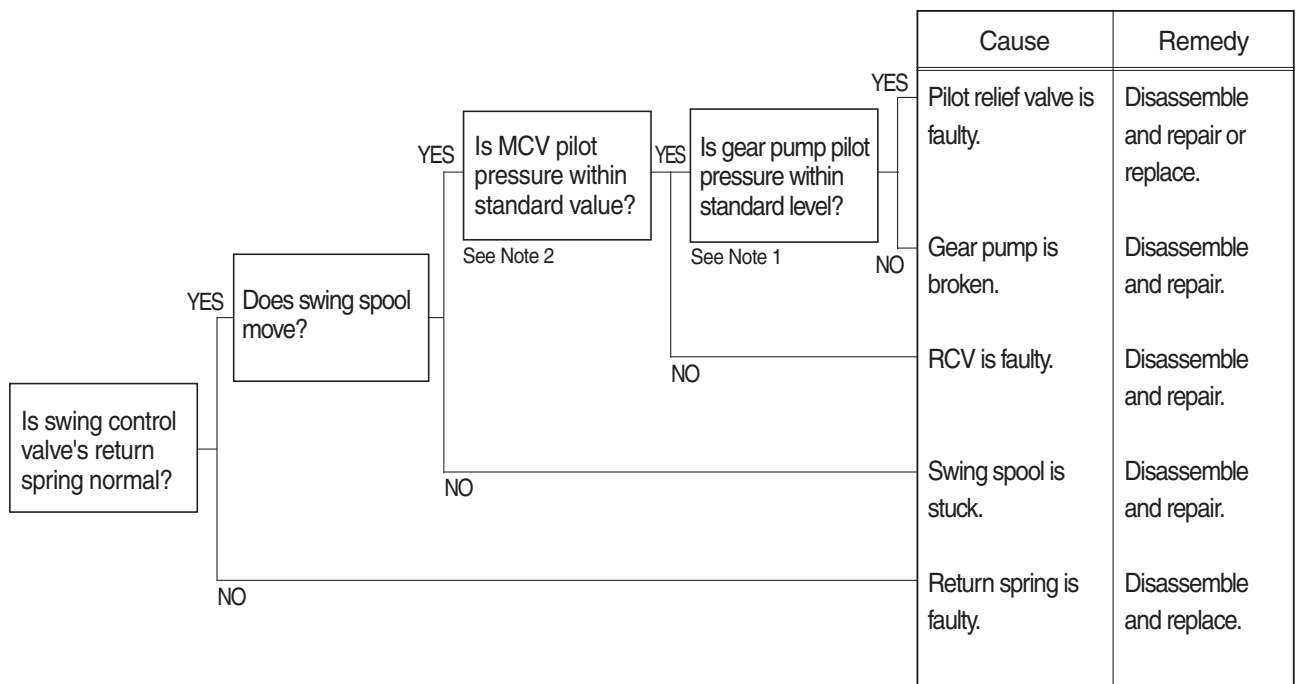 Cause
Remedy
YES
Pilot relief valve is
faulty.
Disassemble
and repair or
replace.
YES
Is MCV pilot
pressure within
standard value?
See Note 2
YES
Is gear pump pilot
pressure within
standard level?
See Note 1
NO
Gear pump is
broken.
Disassemble
and repair.
YES
Does swing spool
move?
NO
RCV is faulty.
Disassemble
and repair.
Is swing control
valve's return
spring normal?
NO
Swing spool is
stuck.
Disassemble
and repair.
NO
Return spring is
faulty.
Disassemble
and replace.